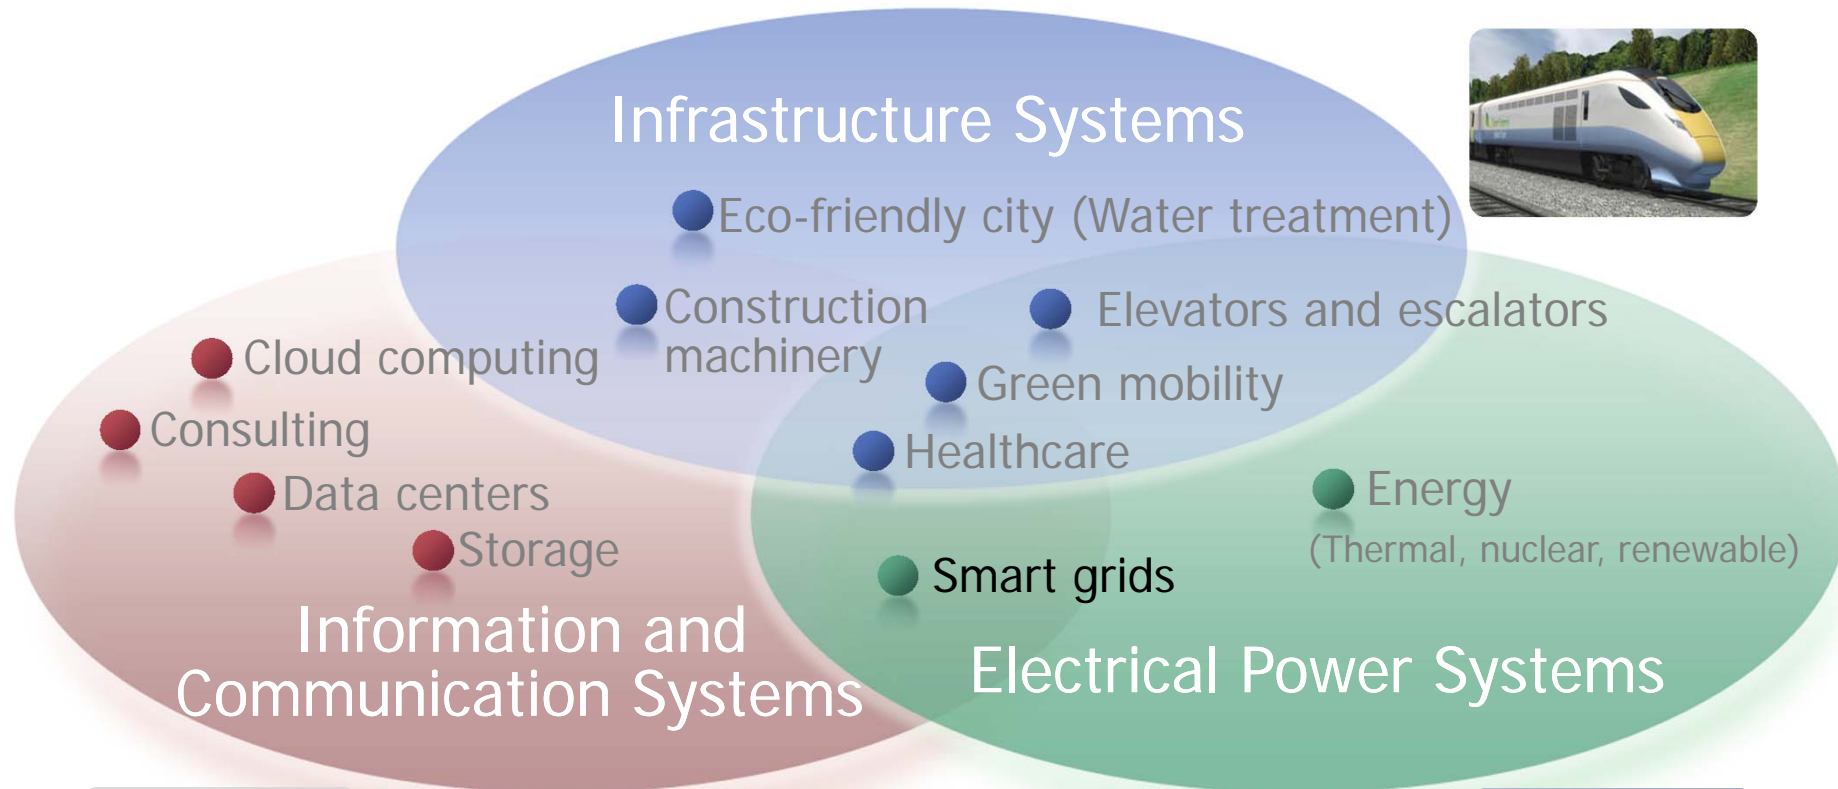 Infrastructure Systems
Eco-friendly city (Water treatment)
Construction
machinery
Elevators and escalators
Cloud computing
Green mobility
Consulting
Healthcare
Data centers
Energy
Storage
(Thermal, nuclear, renewable)
Smart grids
Information and
Communication Systems
Electrical Power Systems